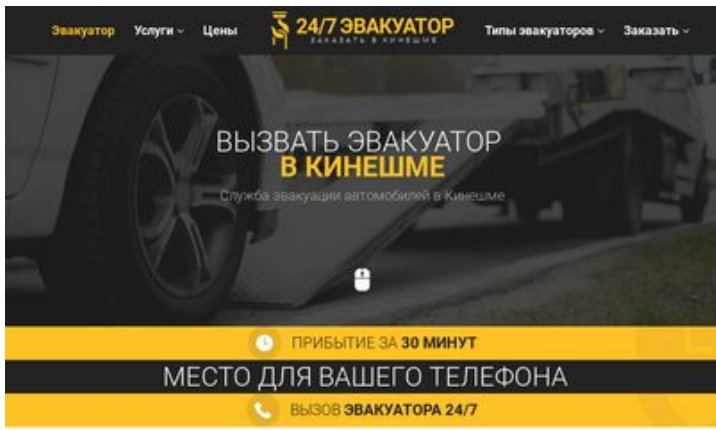 Эвакуатор Услуги Цены 24/7 ЭВАКУАТОР Типы эвакуаторов Заказать
ЗАКАЗАТЬ В КИНЕШМЕ
ВЫЗВАТЬ ЭВАКУАТОР
В КИНЕШМЕ
Служба эвакуации автомобилей в Кинешме
ПРИБЫТИЕ ЗА 30 МИНУТ
МЕСТО ДЛЯ ВАШЕГО ТЕЛЕФОНА
ВЫЗОВ ЭВАКУАТОРА 24/7